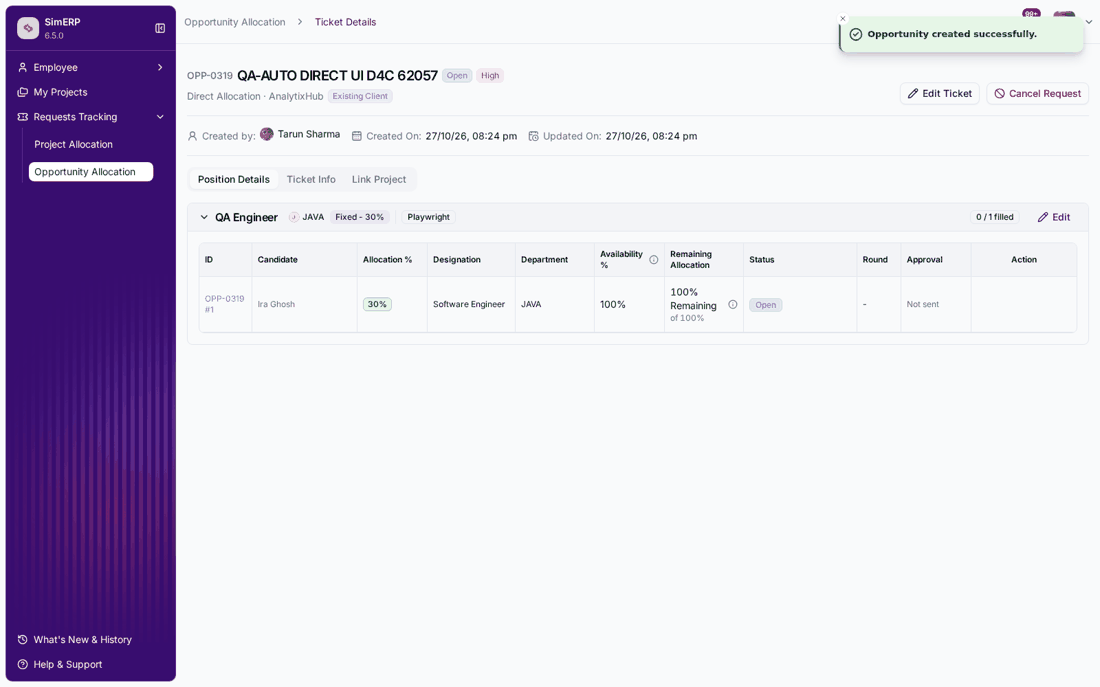 SimERP
6.5.0
Employee
My Projects
Requests Tracking
Project Allocation
Opportunity Allocation
What's New & History
Help & Support
Opportunity Allocation > Ticket Details
99+
Opportunity created successfully.
OPP-0319 QA-AUTO DIRECT UI D4C 62057 Open High
Direct Allocation · AnalytixHub Existing Client
Edit Ticket Cancel Request
Created by: Tarun Sharma Created On: 27/10/26, 08:24 pm Updated On: 27/10/26, 08:24 pm
Position Details Ticket Info Link Project
QA Engineer J JAVA Fixed - 30% Playwright 0 / 1 filled Edit
ID Candidate Allocation % Designation Department Availability % Remaining Allocation Status Round Approval Action
OPP-0319 #1 Ira Ghosh 30% Software Engineer JAVA 100% 100% Remaining of 100% Open - Not sent